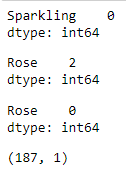 Sparkling    0
dtype: int64
Rose    2
dtype: int64
Rose    0
dtype: int64
(187, 1)